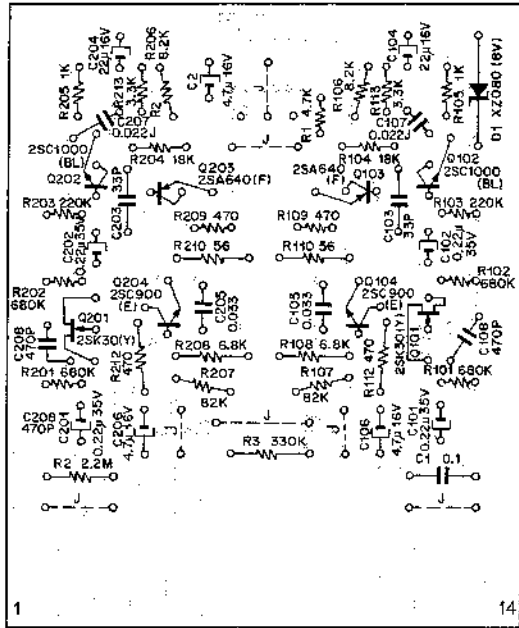 C204
22µ16V
R206
8.2K
R205 1K
R213
3.3K
R2
C2
4.7µ16V
J
C104
22µ16V
R106
8.2K
R113
3.3K
R105 1K
D1 XZ080 (8V)
C207
0.022J
R1 4.7K
C107
0.022J
J
2SC1000
(BL)
Q202
R204 18K
Q203
2SA640(F)
R104 18K
2SA640
(F)
Q103
Q102
2SC1000
(BL)
R203 220K
C203
33P
C103
33P
R103 220K
C202
0.22µ35V
R209 470
R109 470
C102
0.22µ
35V
R210 56
R110 56
R202
680K
Q204
2SC900
(E)
C205
0.033
C105
0.033
Q104
2SC900
(E)
R102
680K
Q201
2SK30(Y)
C208
470P
2SK30(Y)
Q101
C108
470P
R212
470
R208 6.8K
R108 6.8K
R112 470
R201 680K
R101 680K
R207
82K
R107
82K
C208
470P
C201
0.22µ35V
C206
4.7µ16V
J
J
J
C106
4.7µ16V
C101
0.22µ35V
R3 330K
C1 0.1
R2 2.2M
J
J
1
14